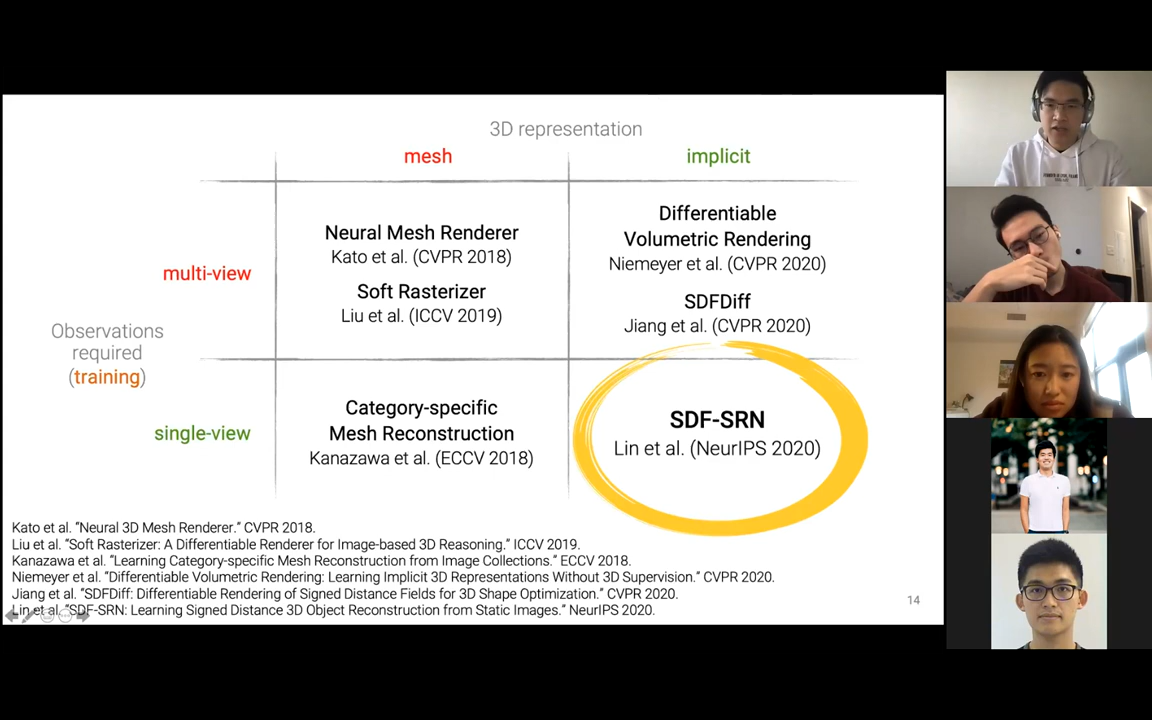 3D representation
mesh
implicit
multi-view
Neural Mesh Renderer
Kato et al. (CVPR 2018)
Soft Rasterizer
Liu et al. (ICCV 2019)
Differentiable
Volumetric Rendering
Niemeyer et al. (CVPR 2020)
SDFDiff
Jiang et al. (CVPR 2020)
Observations
required
(training)
single-view
Category-specific
Mesh Reconstruction
Kanazawa et al. (ECCV 2018)
SDF-SRN
Lin et al. (NeurIPS 2020)
Kato et al. “Neural 3D Mesh Renderer.” CVPR 2018.
Liu et al. “Soft Rasterizer: A Differentiable Renderer for Image-based 3D Reasoning.” ICCV 2019.
Kanazawa et al. “Learning Category-specific Mesh Reconstruction from Image Collections.” ECCV 2018.
Niemeyer et al. “Differentiable Volumetric Rendering: Learning Implicit 3D Representations Without 3D Supervision.” CVPR 2020.
Jiang et al. “SDFDiff: Differentiable Rendering of Signed Distance Fields for 3D Shape Optimization.” CVPR 2020.
Lin et al. “SDF-SRN: Learning Signed Distance 3D Object Reconstruction from Static Images.” NeurIPS 2020.
14